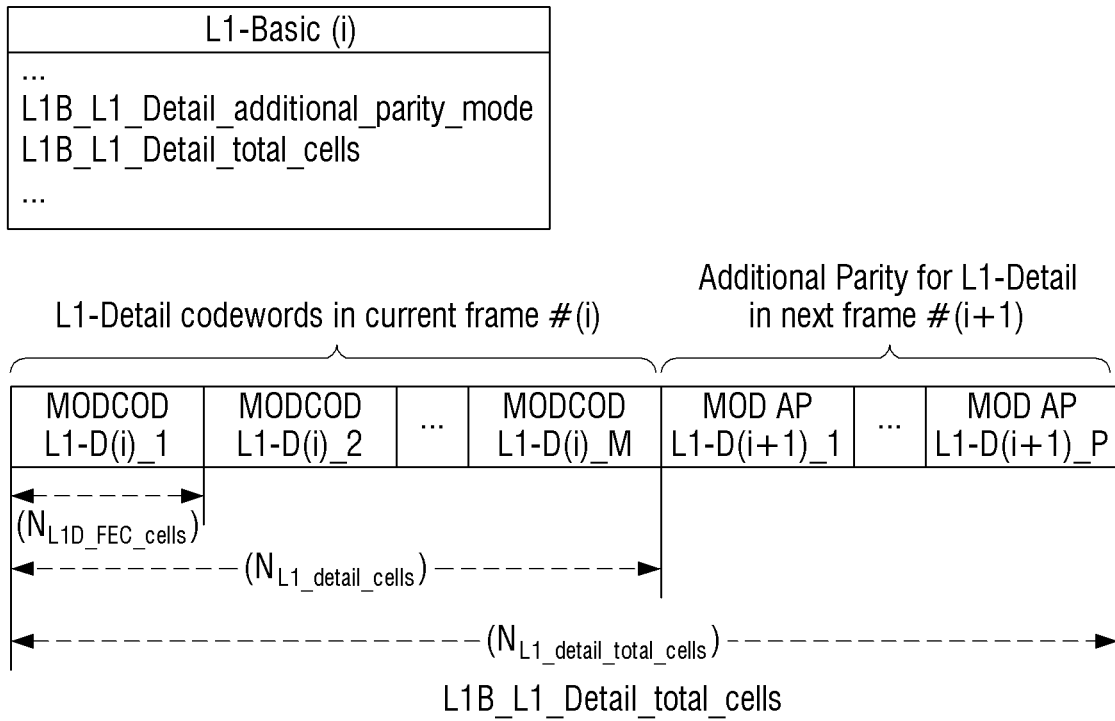 L1-Basic (i)
...
L1B_L1_Detail_additional_parity_mode
L1B_L1_Detail_total_cells
...
Additional Parity for L1-Detail
in next frame #(i+1)
L1-Detail codewords in current frame #(i)
MODCOD
L1-D(i)_1
MODCOD
L1-D(i)_2
...
MODCOD
L1-D(i)_M
MOD AP
L1-D(i+1)_1
...
MOD AP
L1-D(i+1)_P
(NL1D_FEC_cells)
(NL1_detail_cells)
(NL1_detail_total_cells)
L1B_L1_Detail_total_cells